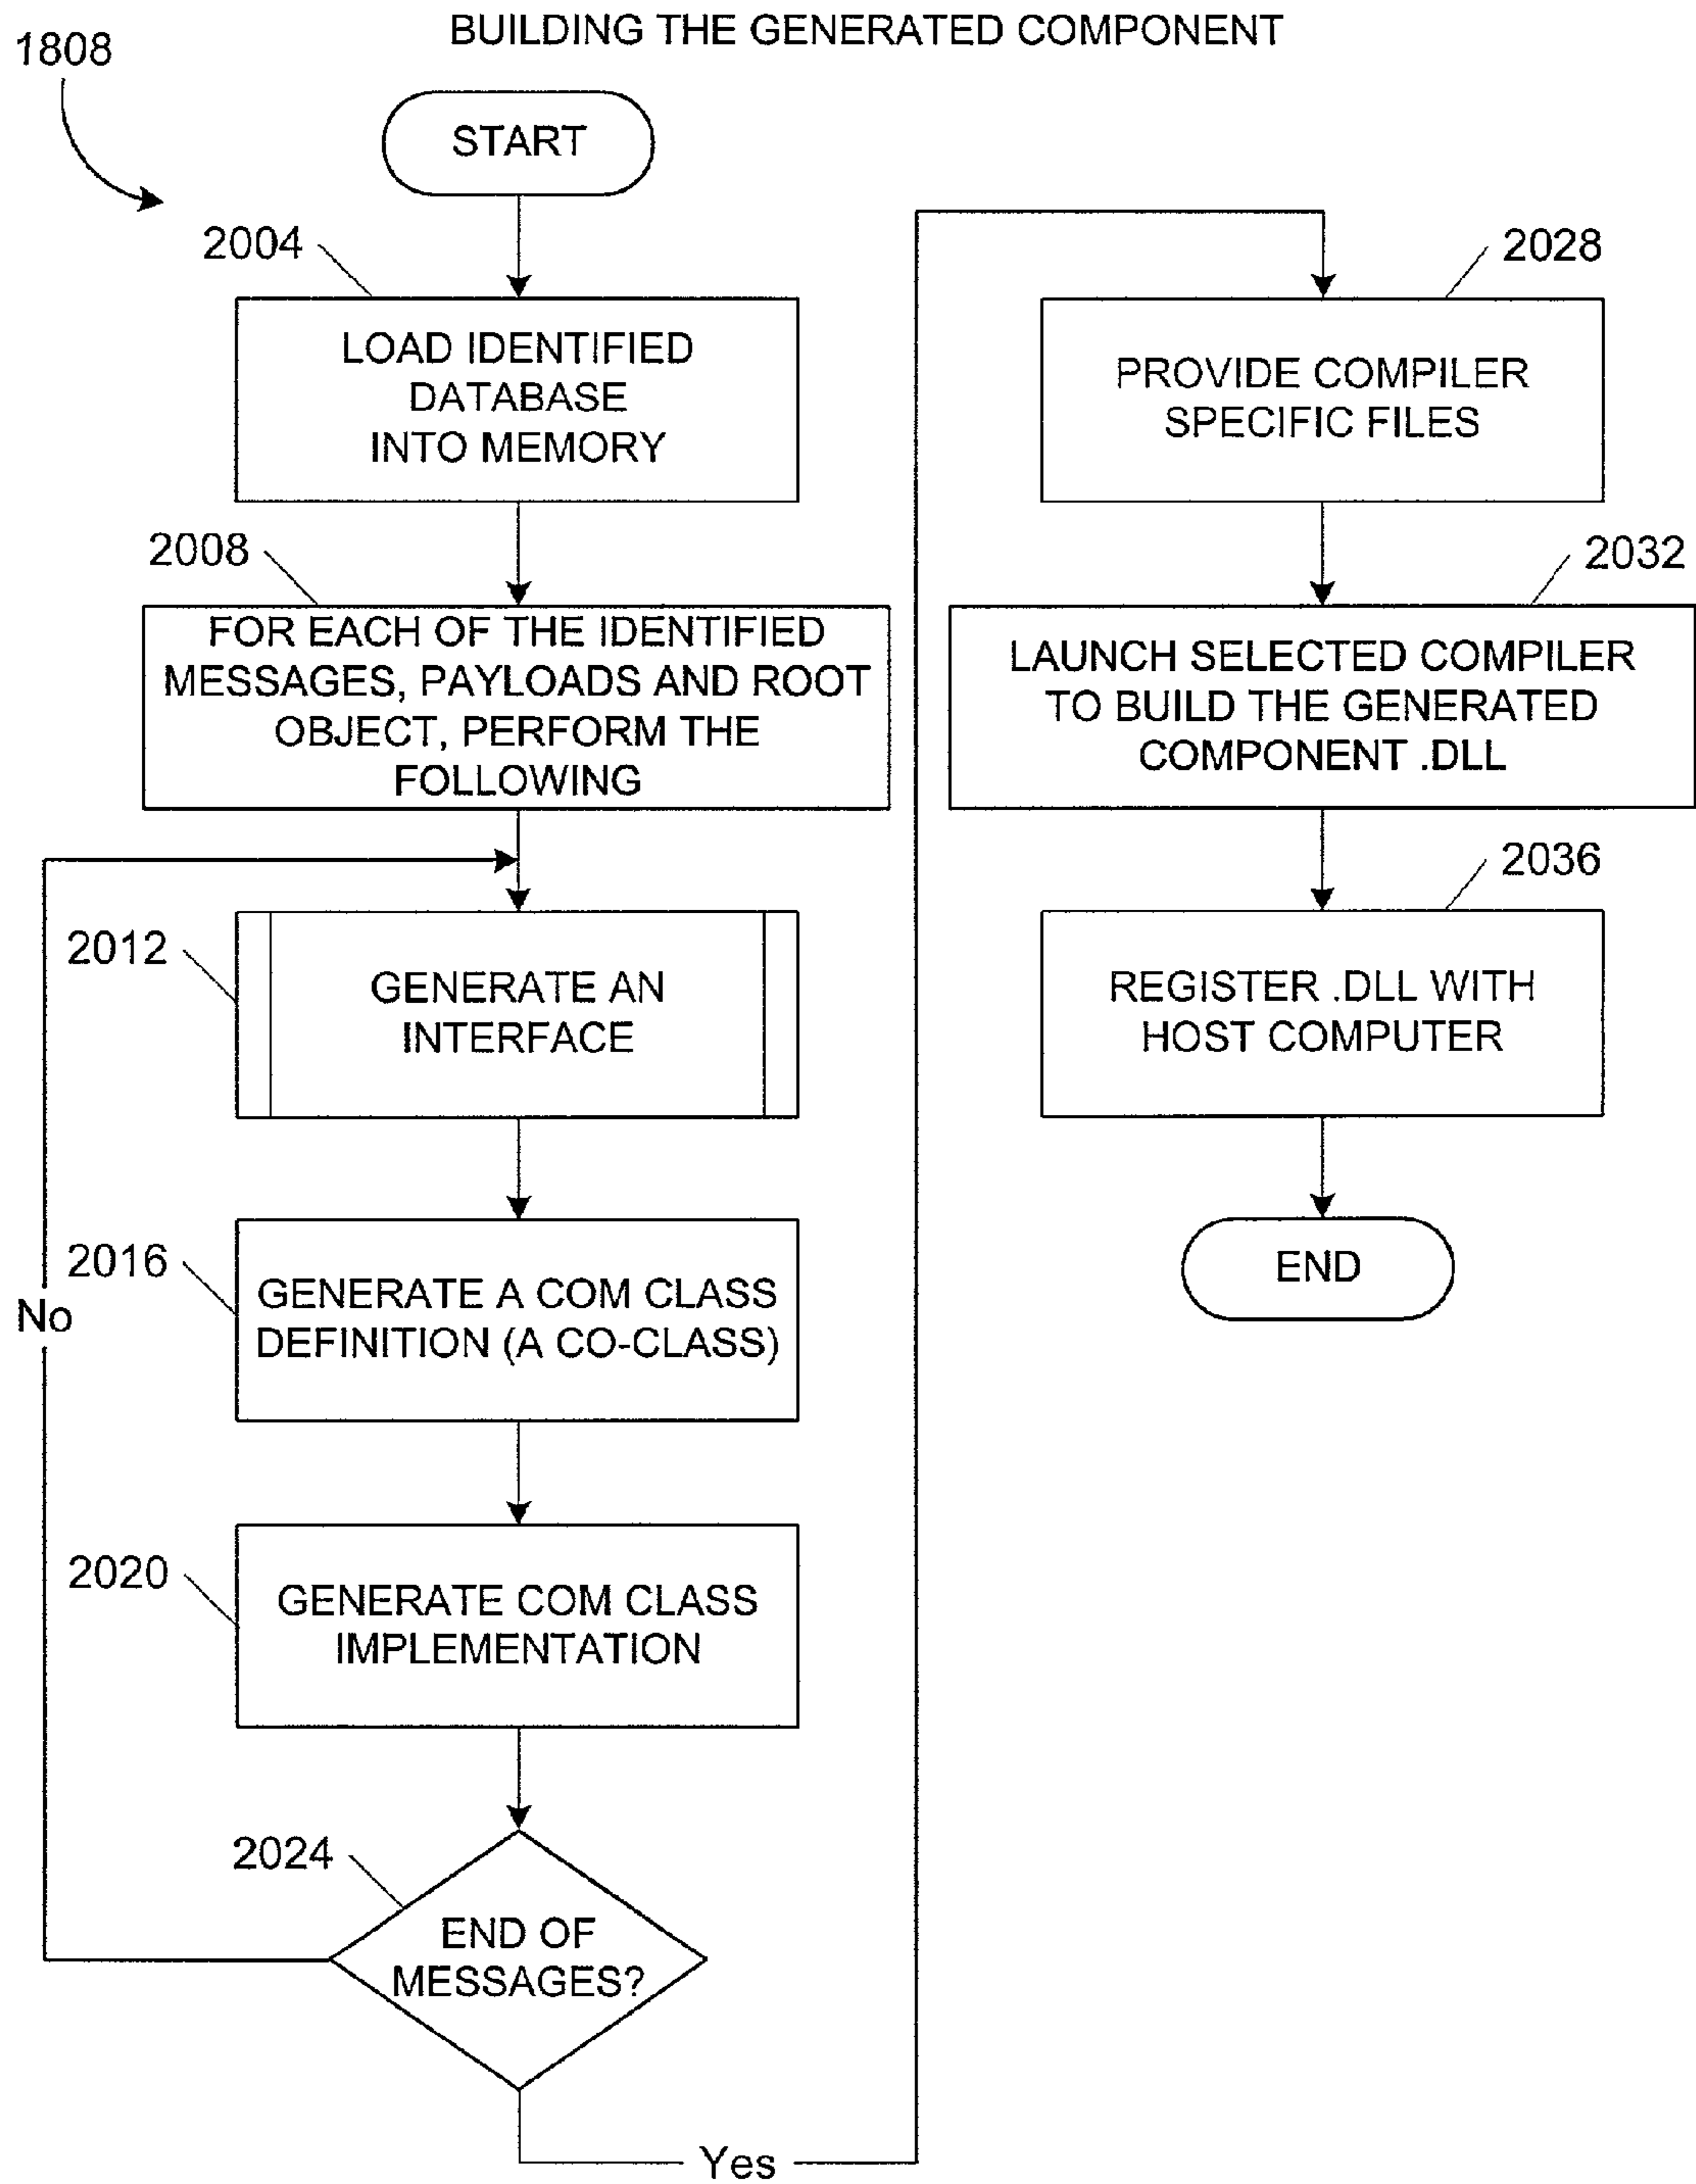 BUILDING THE GENERATED COMPONENT
1808
START
2004
LOAD IDENTIFIED
DATABASE
INTO MEMORY
2008
FOR EACH OF THE IDENTIFIED
MESSAGES, PAYLOADS AND ROOT
OBJECT, PERFORM THE
FOLLOWING
2012
GENERATE AN
INTERFACE
2016
GENERATE A COM CLASS
DEFINITION (A CO-CLASS)
No
2020
GENERATE COM CLASS
IMPLEMENTATION
2024
END OF
MESSAGES?
Yes
2028
PROVIDE COMPILER
SPECIFIC FILES
2032
LAUNCH SELECTED COMPILER
TO BUILD THE GENERATED
COMPONENT .DLL
2036
REGISTER .DLL WITH
HOST COMPUTER
END